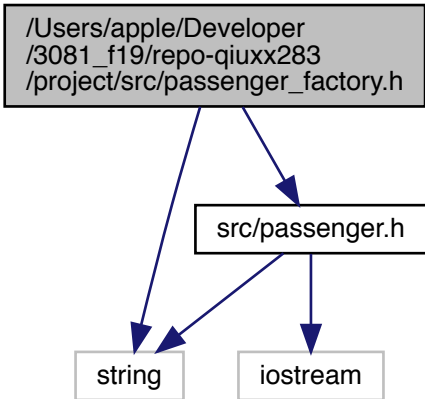 /Users/apple/Developer
/3081_f19/repo-qiuxx283
/project/src/passenger_factory.h
src/passenger.h
string
iostream